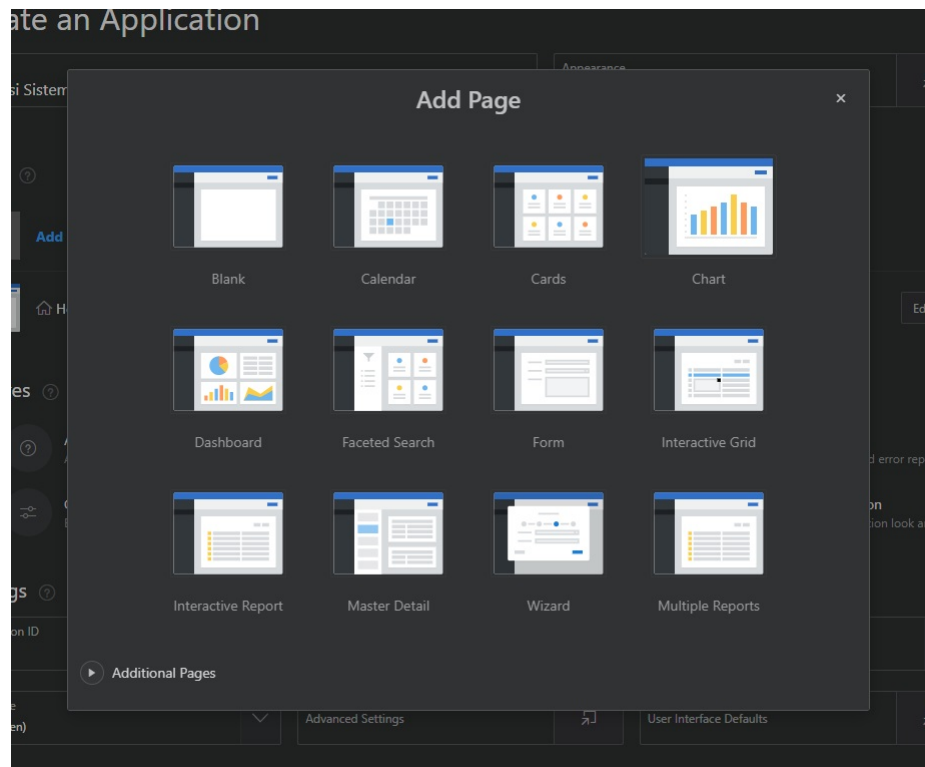 ate an Application
Appearance
si Sistem
Add Page
Add
Blank
Calendar
Cards
Chart
H
Ed
es
Dashboard
Faceted Search
Form
Interactive Grid
d error rep
on
ion look a
Interactive Report
Master Detail
Wizard
Multiple Reports
gs
on ID
Additional Pages
e
en)
Advanced Settings
User Interface Defaults